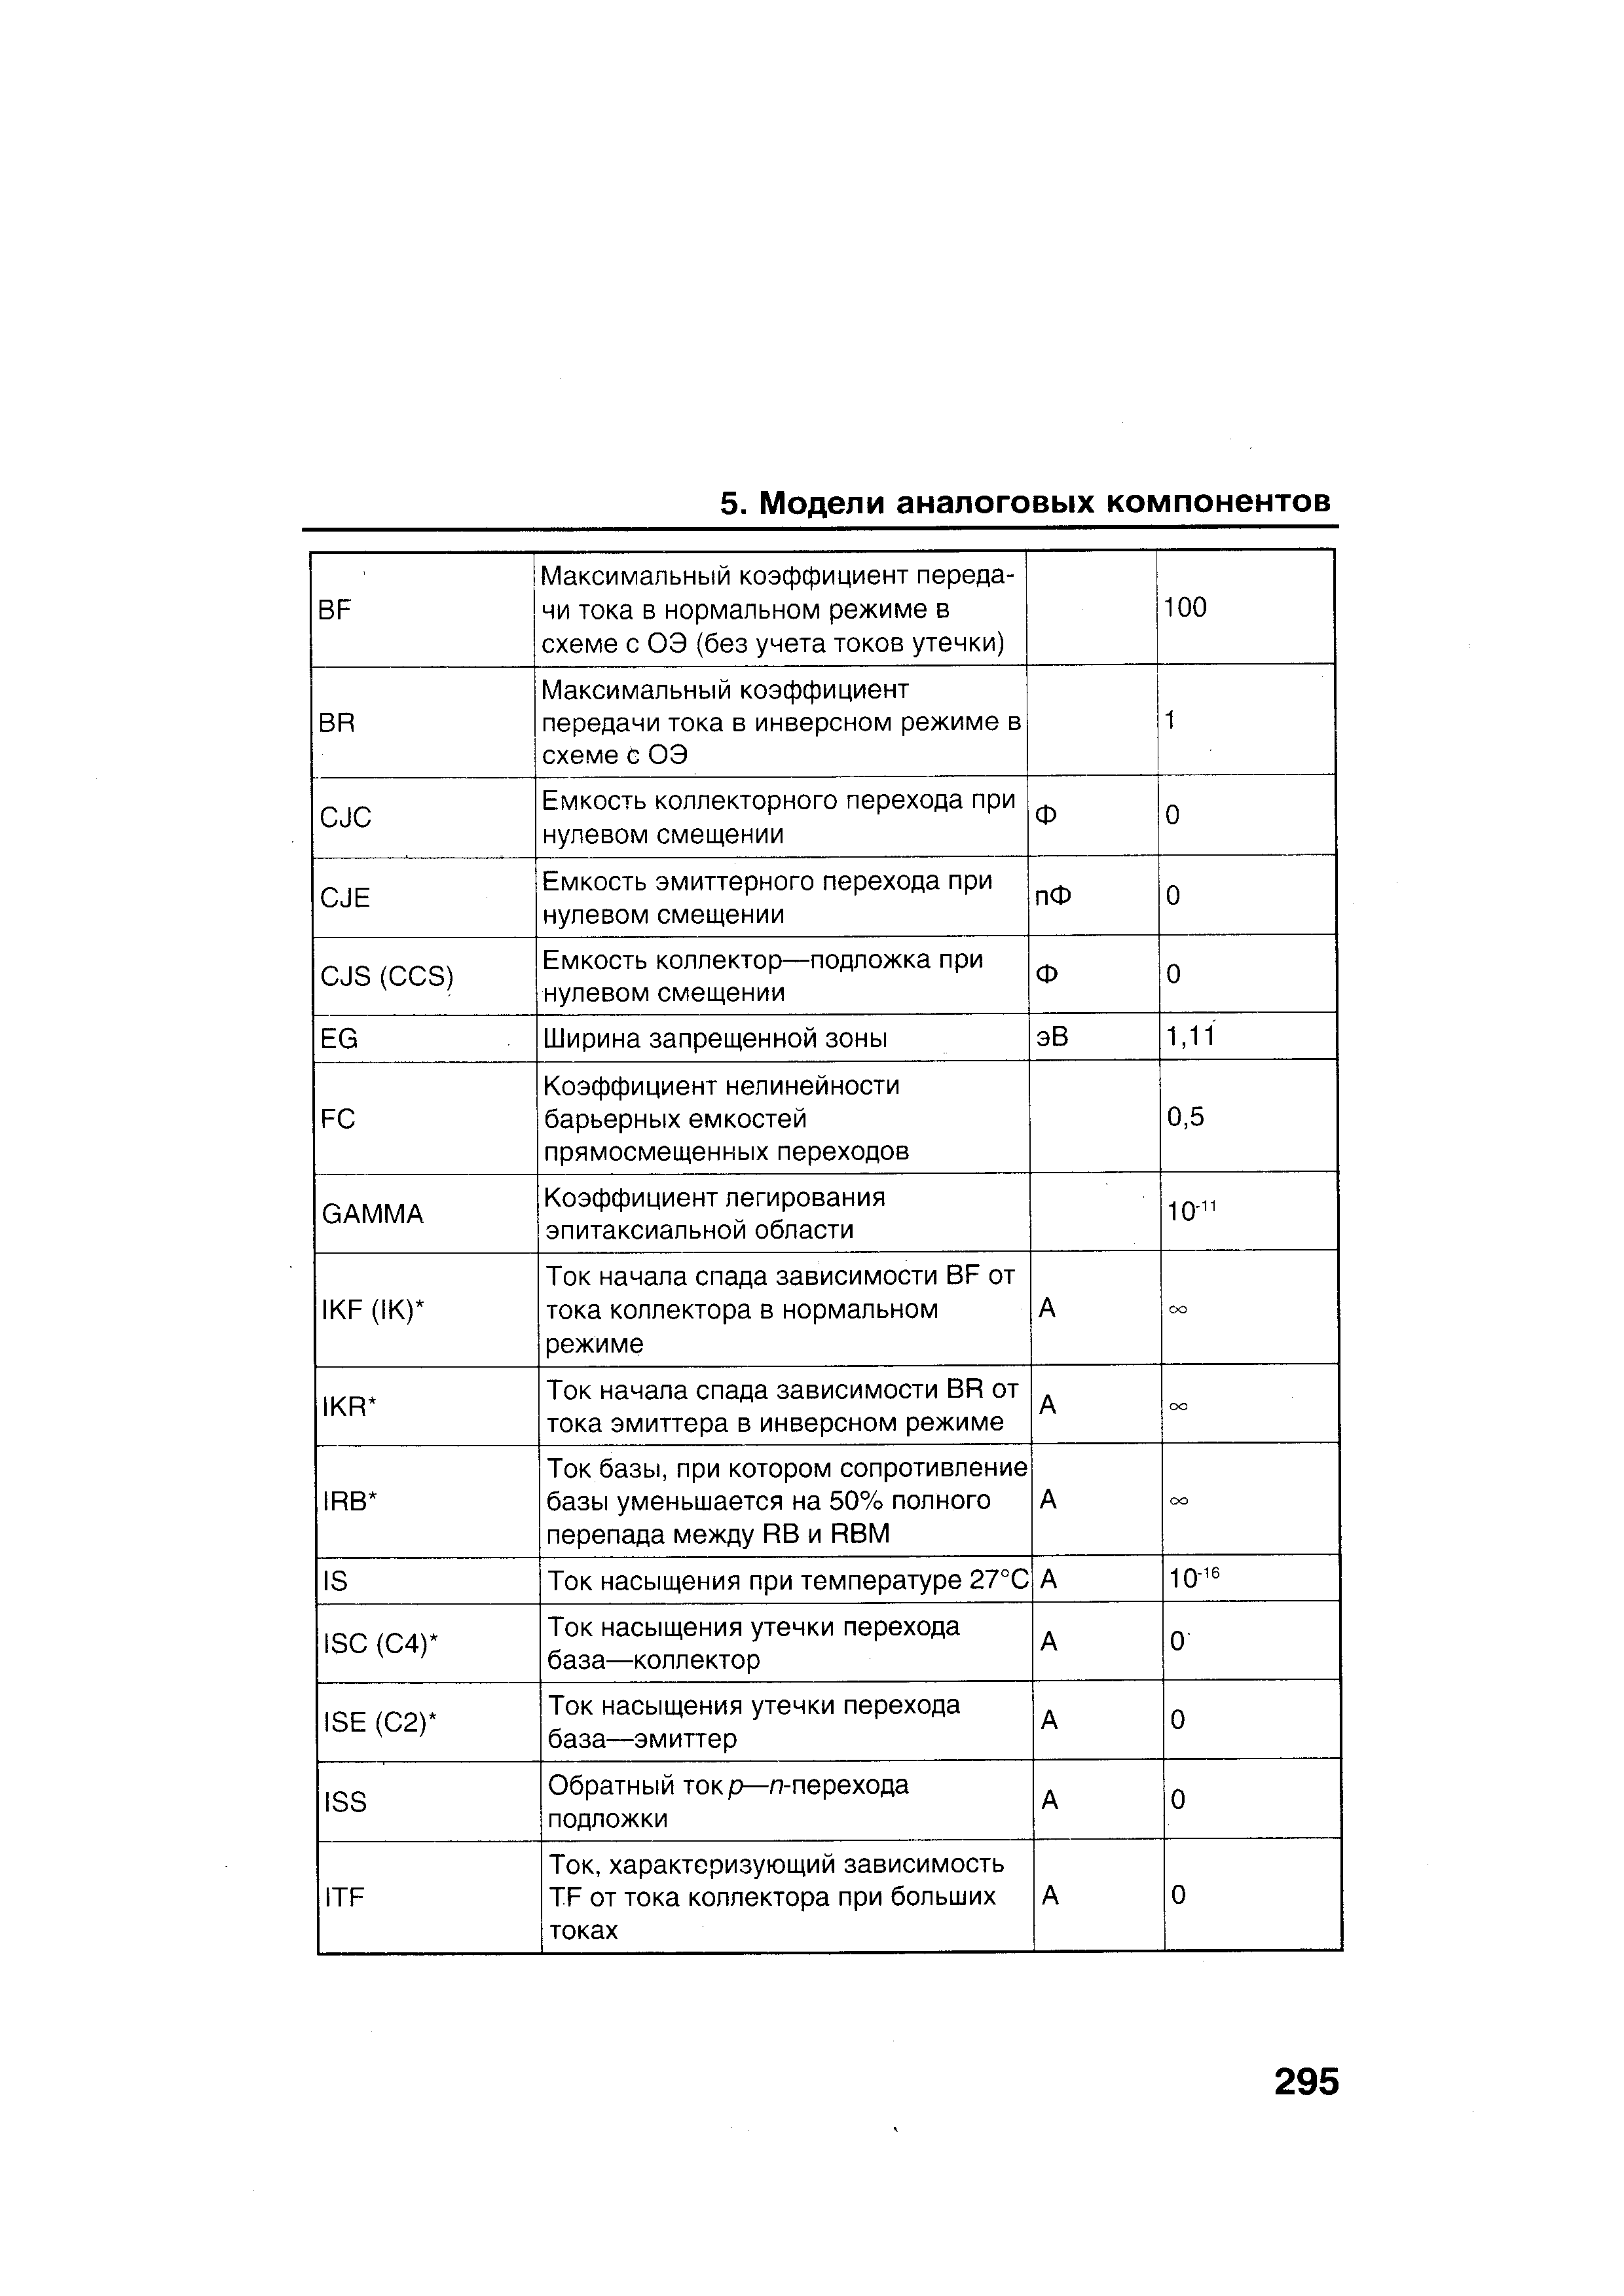 5. Модели аналоговых компонентов
BF
Максимальный коэффициент переда-
чи тока в нормальном режиме в
схеме с ОЭ (без учета токов утечки)
100
BR
Максимальный коэффициент
передачи тока в инверсном режиме в
схеме с ОЭ
1
CJC
Емкость коллекторного перехода при
нулевом смещении
Ф
0
CJE
Емкость эмиттерного перехода при
нулевом смещении
пФ
0
CJS (CCS)
Емкость коллектор—подложка при
нулевом смещении
Ф
0
EG
Ширина запрещенной зоны
эВ
1,11
FC
Коэффициент нелинейности
барьерных емкостей
прямосмещенных переходов
0,5
GAMMA
Коэффициент легирования
эпитаксиальной области
10⁻¹¹
IKF (IK)*
Ток начала спада зависимости BF от
тока коллектора в нормальном
режиме
А
∞
IKR*
Ток начала спада зависимости BR от
тока эмиттера в инверсном режиме
А
∞
IRB*
Ток базы, при котором сопротивление
базы уменьшается на 50% полного
перепада между RB и RBM
А
∞
IS
Ток насыщения при температуре 27°C
А
10⁻¹⁶
ISC (C4)*
Ток насыщения утечки перехода
база—коллектор
А
0
ISE (C2)*
Ток насыщения утечки перехода
база—эмиттер
А
0
ISS
Обратный ток p—n-перехода
подложки
А
0
ITF
Ток, характеризующий зависимость
TF от тока коллектора при больших
токах
А
0
295